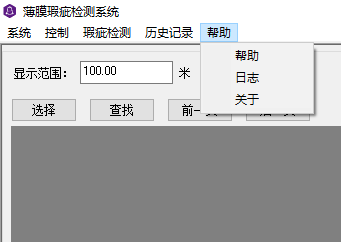 薄膜瑕疵检测系统
系统 控制 瑕疵检测 历史记录 帮助
帮助
显示范围: 100.00 米
日志
关于
选择 查找 前一